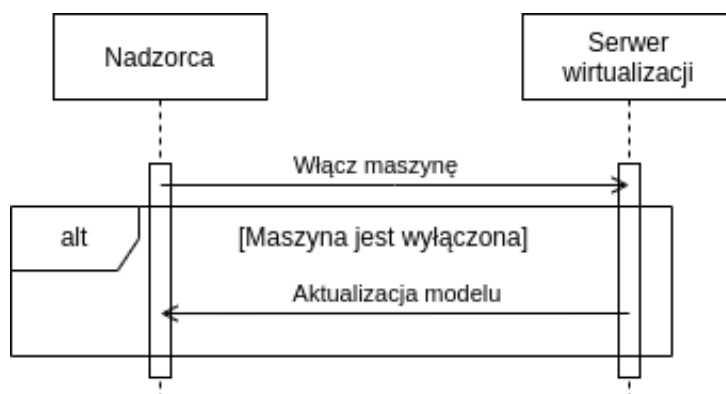 Nadzorca
Serwer
wirtualizacji
Włącz maszynę
alt
[Maszyna jest wyłączona]
Aktualizacja modelu